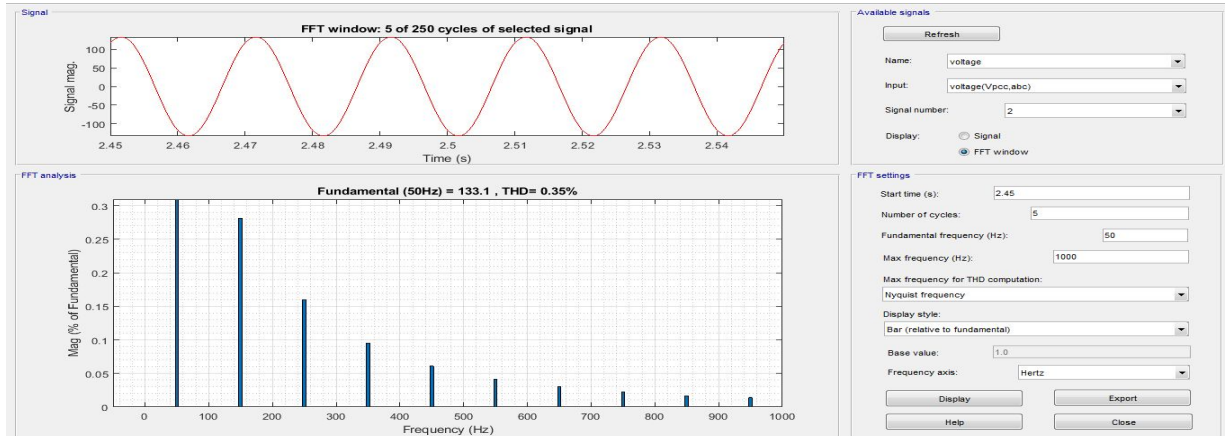 Signal
FFT window: 5 of 250 cycles of selected signal
100
50
0
-50
-100
Signal mag.
2.45 2.46 2.47 2.48 2.49 2.5 2.51 2.52 2.53 2.54
Time (s)
FFT analysis
Fundamental (50Hz) = 133.1 , THD= 0.35%
0.3
0.25
0.2
0.15
0.1
0.05
0
Mag (% of Fundamental)
0 100 200 300 400 500 600 700 800 900 1000
Frequency (Hz)
Available signals
Refresh
Name: voltage
Input: voltage(Vpcc,abc)
Signal number: 2
Display: Signal
FFT window
FFT settings
Start time (s): 2.45
Number of cycles: 5
Fundamental frequency (Hz): 50
Max frequency (Hz): 1000
Max frequency for THD computation:
Nyquist frequency
Display style:
Bar (relative to fundamental)
Base value: 1.0
Frequency axis: Hertz
Display Export
Help Close